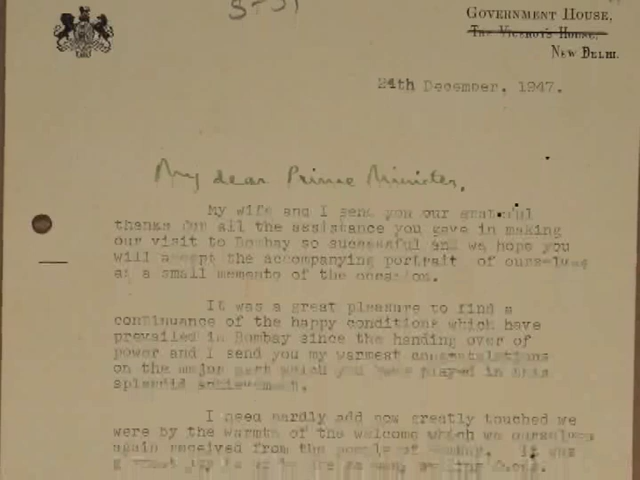 GOVERNMENT HOUSE,
THE VICEROY'S HOUSE,
NEW DELHI.
24th December, 1947.
My dear Prime Minister,
My wife and I send you our grateful
thanks for all the assistance you gave in making
our visit to Bombay so successful and we hope you
will accept the accompanying portrait of ourselves
as a small memento of the occasion.
It was a great pleasure to find a
continuance of the happy conditions which have
prevailed in Bombay since the handing over of
power and I send you my warmest congratulations
on the major part which you have played in this
splendid achievement.
I need hardly add how greatly touched we
were by the warmth of the welcome which we ourselves
again received from the people of Bombay. It was